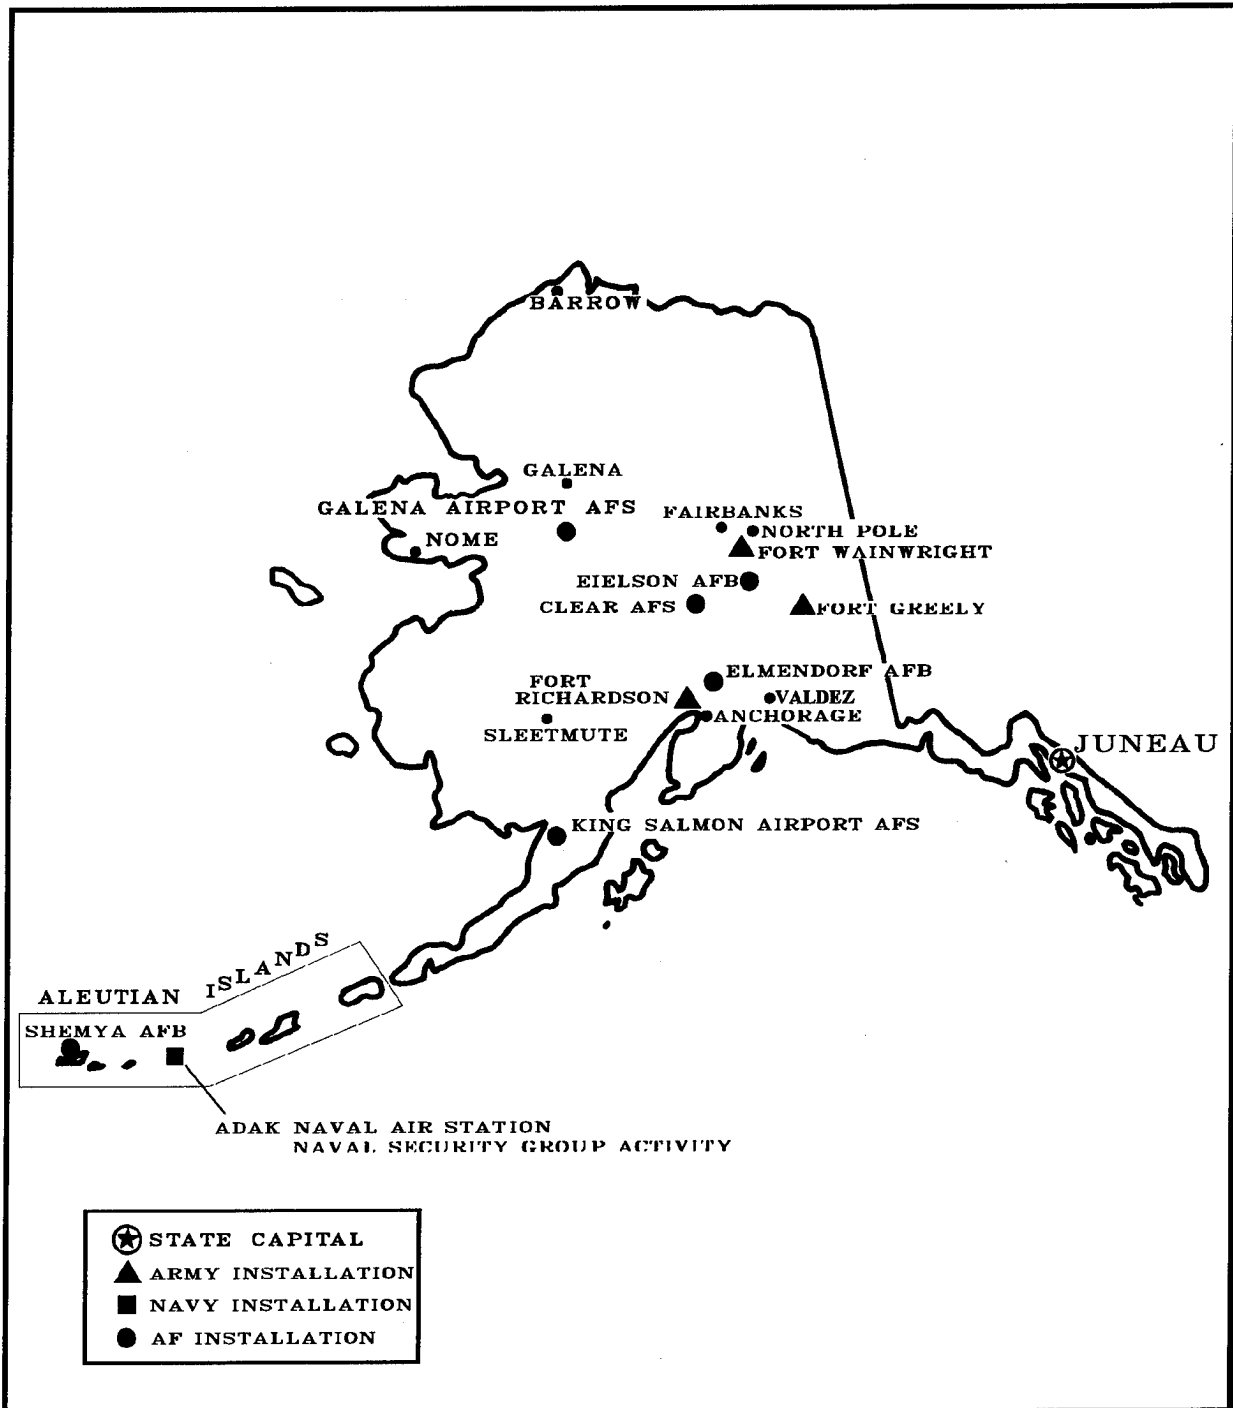 BARROW
GALENA
GALENA AIRPORT AFS
FAIRBANKS
NORTH POLE
NOME
FORT WAINWRIGHT
EIELSON AFB
CLEAR AFS
FORT GREELY
ELMENDORF AFB
FORT
RICHARDSON
VALDEZ
ANCHORAGE
SLEETMUTE
JUNEAU
KING SALMON AIRPORT AFS
ALEUTIAN ISLANDS
SHEMYA AFB
ADAK NAVAL AIR STATION
NAVAL SECURITY GROUP ACTIVITY
STATE CAPITAL
ARMY INSTALLATION
NAVY INSTALLATION
AF INSTALLATION